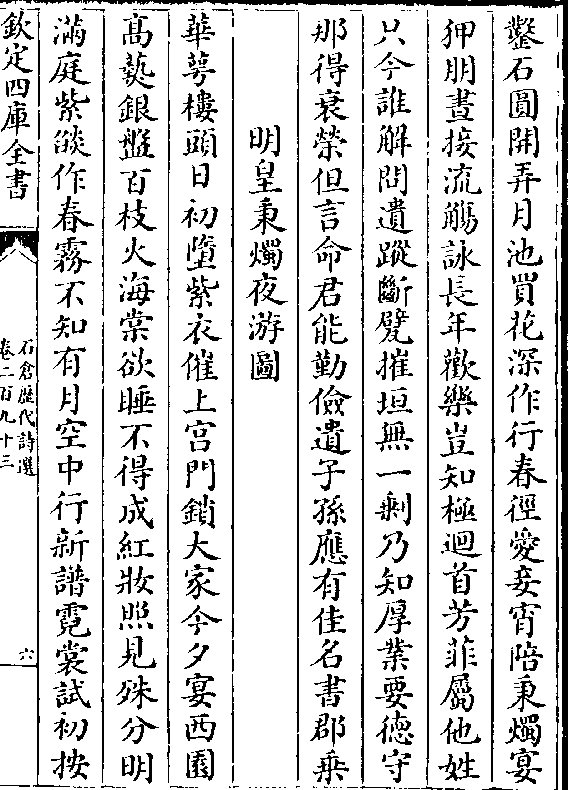 鑿石圓開弄月池買花深作行春徑愛妾宵陪秉燭宴
狎朋晝接流觴詠長年歡樂豈知極迴首芳菲屬他姓
只今誰解問遺蹤斷甓摧垣無一剩乃知厚業要德守
那得衰榮但言命君能勤儉遺子孫應有佳名書郡乗
明皇秉燭夜游圖
華萼樓頭日初墮紫衣催上宮門鎖大家今夕宴西園
髙爇銀盤百枝火海棠欲睡不得成紅妝照見殊分明
滿庭紫燄作春霧不知有月空中行新譜霓裳試初按
欽定四庫全書
石倉歴代詩選
卷二百九十三
六